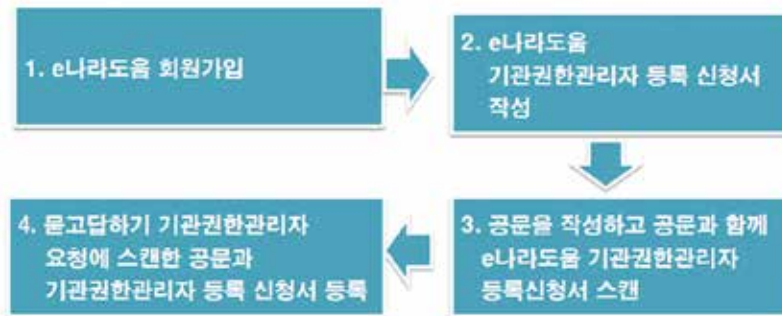 1. e나라도움 회원가입
2. e나라도움
기관권한관리자 등록 신청서
작성
3. 공문을 작성하고 공문과 함께
e나라도움 기관권한관리자
등록신청서 스캔
4. 묻고답하기 기관권한관리자
요청에 스캔한 공문과
기관권한관리자 등록 신청서 등록